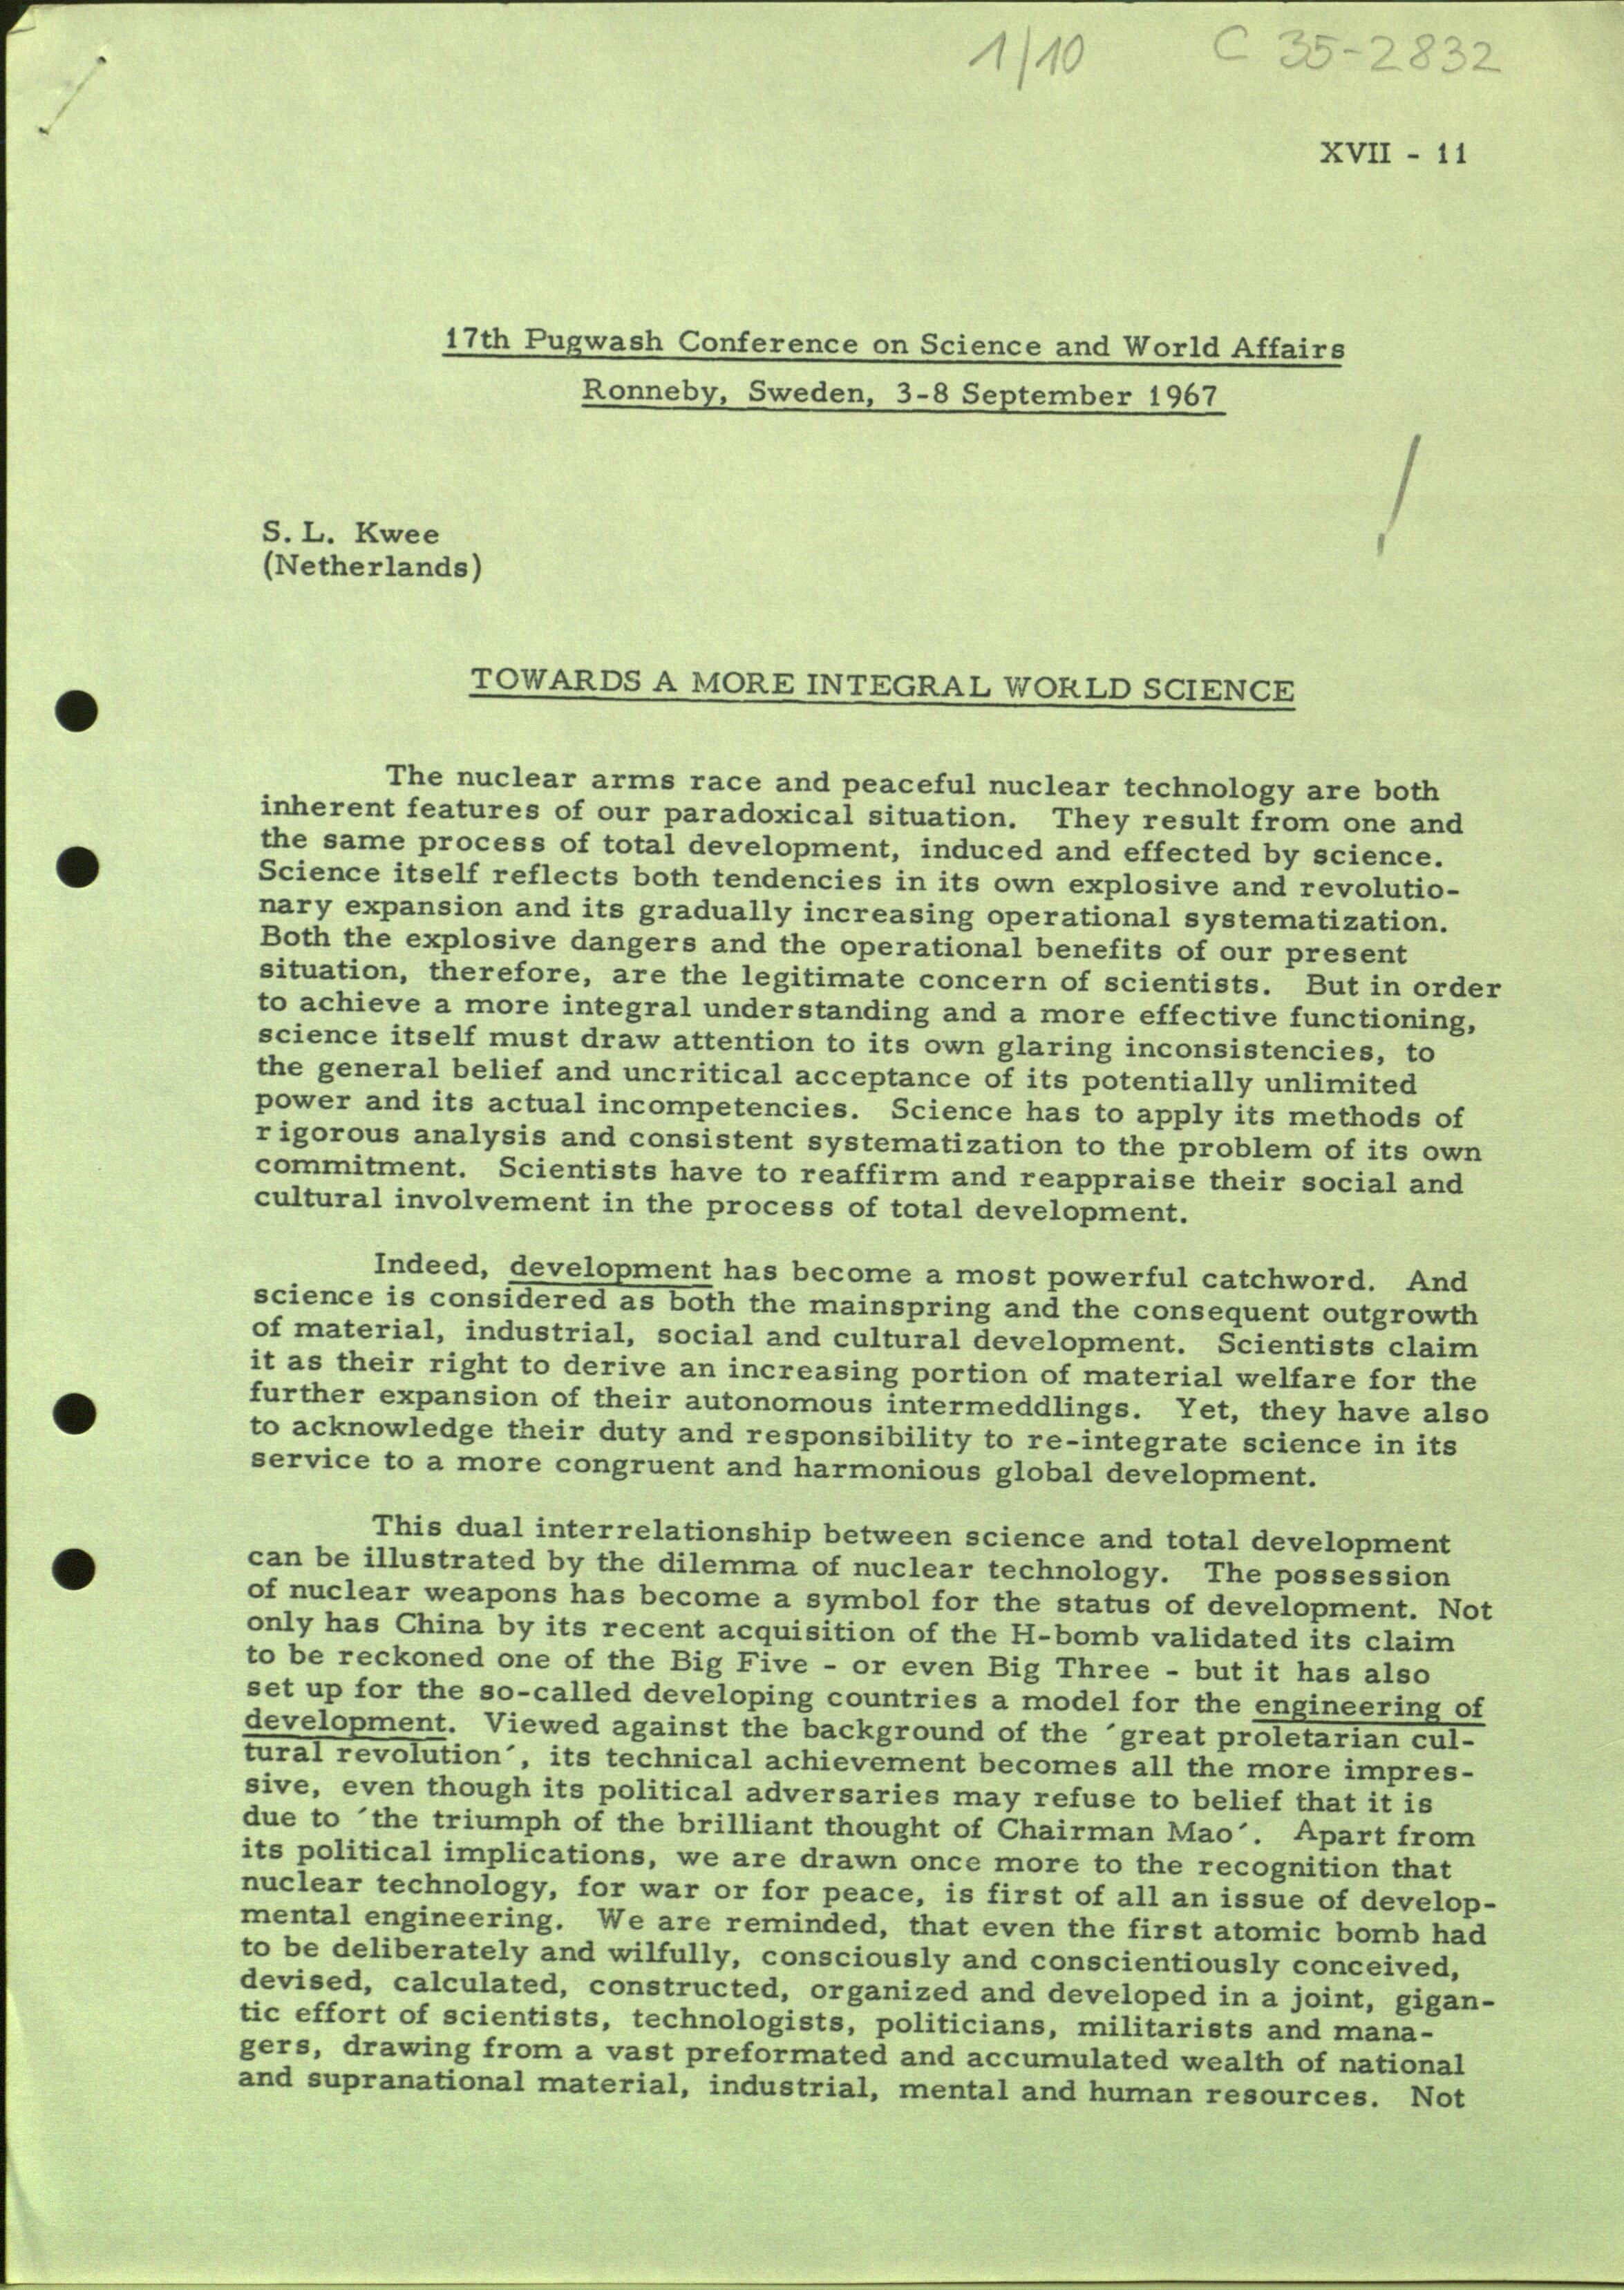 1/10 C 35-2832
XVII - 11
17th Pugwash Conference on Science and World Affairs
Ronneby, Sweden, 3-8 September 1967
S. L. Kwee
(Netherlands)
TOWARDS A MORE INTEGRAL WORLD SCIENCE
The nuclear arms race and peaceful nuclear technology are both
inherent features of our paradoxical situation. They result from one and
the same process of total development, induced and effected by science.
Science itself reflects both tendencies in its own explosive and revolutio-
nary expansion and its gradually increasing operational systematization.
Both the explosive dangers and the operational benefits of our present
situation, therefore, are the legitimate concern of scientists. But in order
to achieve a more integral understanding and a more effective functioning,
science itself must draw attention to its own glaring inconsistencies, to
the general belief and uncritical acceptance of its potentially unlimited
power and its actual incompetencies. Science has to apply its methods of
rigorous analysis and consistent systematization to the problem of its own
commitment. Scientists have to reaffirm and reappraise their social and
cultural involvement in the process of total development.
Indeed, development has become a most powerful catchword. And
science is considered as both the mainspring and the consequent outgrowth
of material, industrial, social and cultural development. Scientists claim
it as their right to derive an increasing portion of material welfare for the
further expansion of their autonomous intermeddlings. Yet, they have also
to acknowledge their duty and responsibility to re-integrate science in its
service to a more congruent and harmonious global development.
This dual interrelationship between science and total development
can be illustrated by the dilemma of nuclear technology. The possession
of nuclear weapons has become a symbol for the status of development. Not
only has China by its recent acquisition of the H-bomb validated its claim
to be reckoned one of the Big Five - or even Big Three - but it has also
set up for the so-called developing countries a model for the engineering of
development. Viewed against the background of the ´great proletarian cul-
tural revolution´, its technical achievement becomes all the more impres-
sive, even though its political adversaries may refuse to belief that it is
due to ´the triumph of the brilliant thought of Chairman Mao´. Apart from
its political implications, we are drawn once more to the recognition that
nuclear technology, for war or for peace, is first of all an issue of develop-
mental engineering. We are reminded, that even the first atomic bomb had
to be deliberately and wilfully, consciously and conscientiously conceived,
devised, calculated, constructed, organized and developed in a joint, gigan-
tic effort of scientists, technologists, politicians, militarists and mana-
gers, drawing from a vast preformated and accumulated wealth of national
and supranational material, industrial, mental and human resources. Not